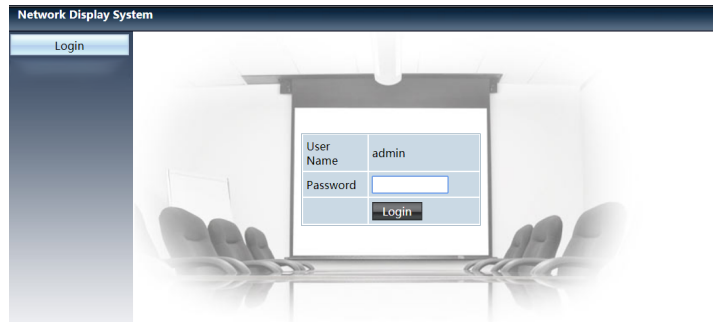 Network Display System
Login
User
Name
admin
Password
Login